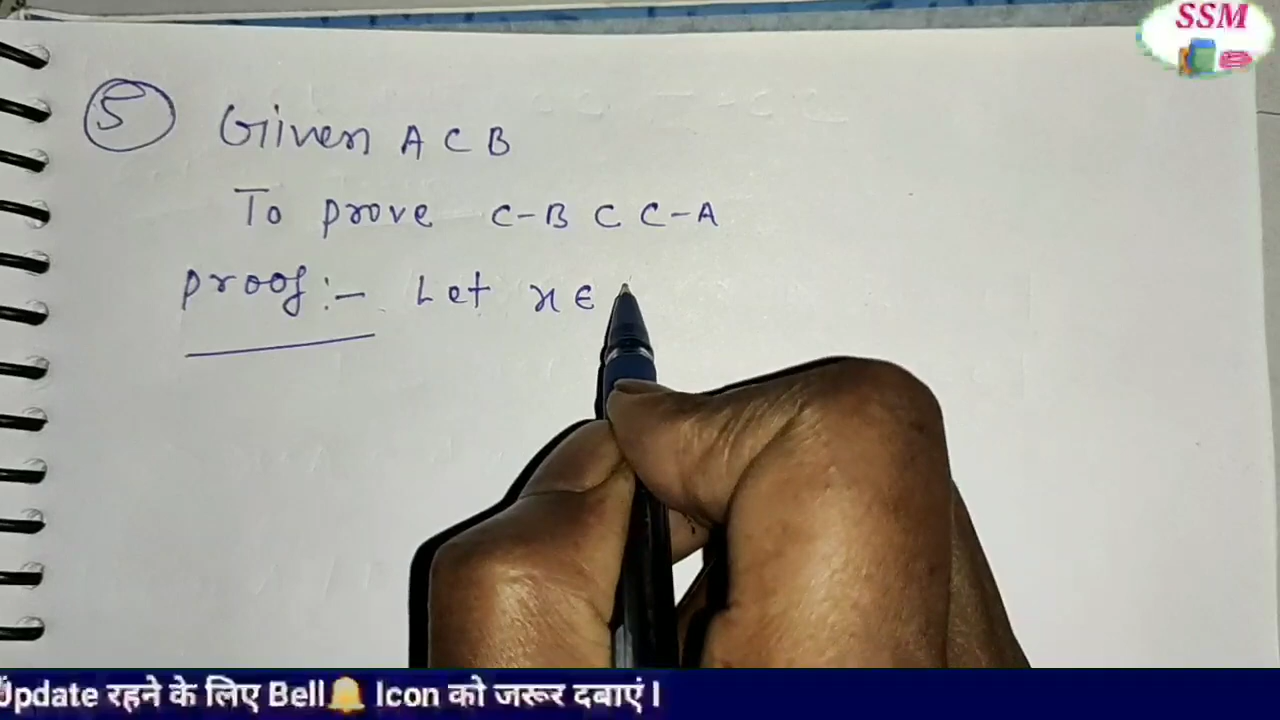 SSM
5 Given A ⊂ B
To prove C-B ⊂ C-A
Proof:- Let x ∈
Update रहने के लिए Bell🔔 Icon को जरूर दबाएं |